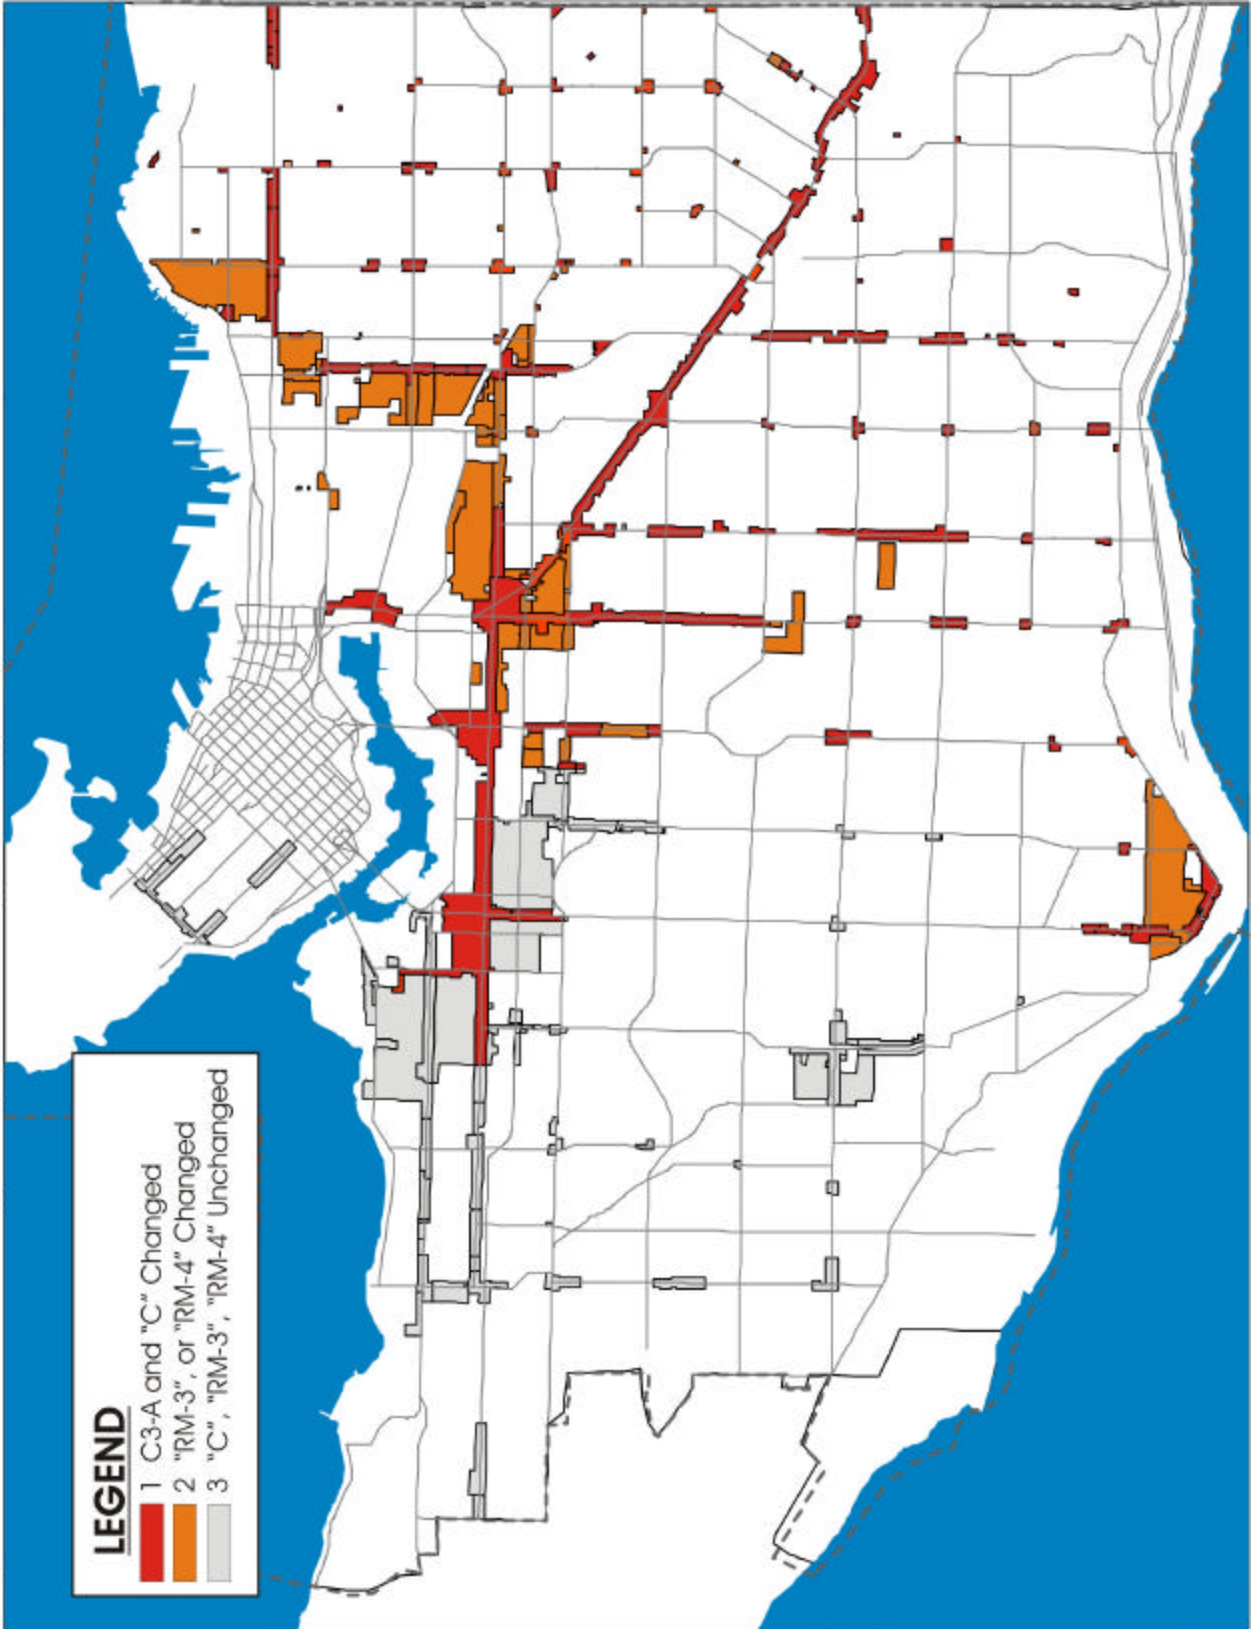 LEGEND
1 C3-A and "C" Changed
2 "RM-3", or "RM-4" Changed
3 "C", "RM-3", "RM-4" Unchanged